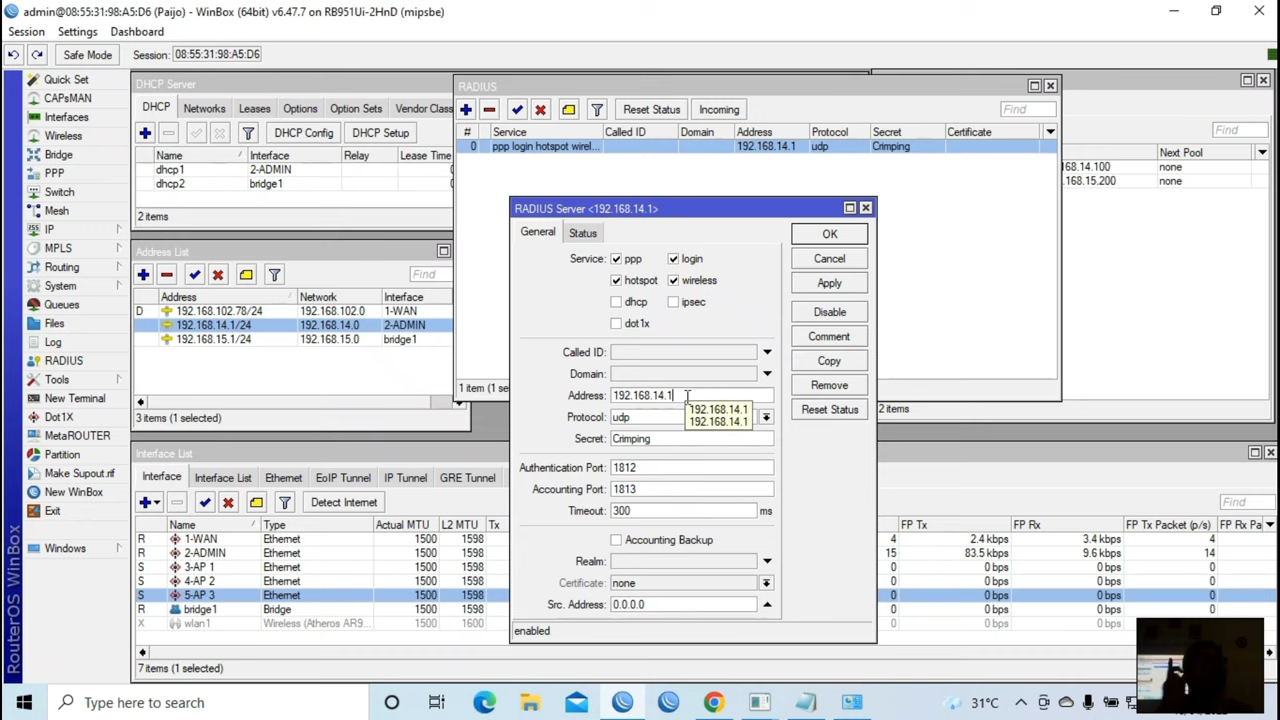 admin@08:55:31:98:A5:D6 (Paijo) - WinBox (64bit) v6.47.7 on RB951Ui-2HnD (mipsbe)
Session Settings Dashboard
Safe Mode Session: 08:55:31:98:A5:D6
Quick Set
CAPsMAN
Interfaces
Wireless
Bridge
PPP
Switch
Mesh
IP
MPLS
Routing
System
Queues
Files
Log
RADIUS
Tools
New Terminal
Dot1X
MetaROUTER
Partition
Make Supout.rif
New WinBox
Exit
Windows
RouterOS WinBox
DHCP Server
DHCP Networks Leases Options Option Sets Vendor Class
DHCP Config DHCP Setup
Name Interface Relay Lease Time
dhcp1 2-ADMIN
dhcp2 bridge1
2 items
Address List
Find
Address Network Interface
D 192.168.102.78/24 192.168.102.0 1-WAN
192.168.14.1/24 192.168.14.0 2-ADMIN
192.168.15.1/24 192.168.15.0 bridge1
3 items (1 selected)
RADIUS
Reset Status Incoming Find
# Service Called ID Domain Address Protocol Secret Certificate
0 ppp login hotspot wirel... 192.168.14.1 udp Crimping
1 item (1 se
Find
Next Pool
68.14.100 none
68.15.200 none
2 items
RADIUS Server <192.168.14.1>
General Status
Service: ppp login
hotspot wireless
dhcp ipsec
dot1x
Called ID:
Domain:
Address: 192.168.14.1
192.168.14.1
192.168.14.1
Protocol: udp
Secret: Crimping
Authentication Port: 1812
Accounting Port: 1813
Timeout: 300 ms
Accounting Backup
Realm:
Certificate: none
Src. Address: 0.0.0.0
enabled
OK
Cancel
Apply
Disable
Comment
Copy
Remove
Reset Status
Interface List
Interface Interface List Ethernet EoIP Tunnel IP Tunnel GRE Tunnel
Detect Internet Find
Name Type Actual MTU L2 MTU Tx FP Tx FP Rx FP Tx Packet (p/s) FP Rx Pa
R 1-WAN Ethernet 1500 1598 4 2.4 kbps 3.4 kbps 4
R 2-ADMIN Ethernet 1500 1598 15 83.5 kbps 9.6 kbps 14
S 3-AP 1 Ethernet 1500 1598 0 0 bps 0 bps 0
S 4-AP 2 Ethernet 1500 1598 0 0 bps 0 bps 0
S 5-AP 3 Ethernet 1500 1598 0 0 bps 0 bps 0
R bridge1 Bridge 1500 1598 0 0 bps 0 bps 0
X wlan1 Wireless (Atheros AR9... 1500 1600 0 0 bps 0 bps
7 items (1 selected)
Type here to search
31°C